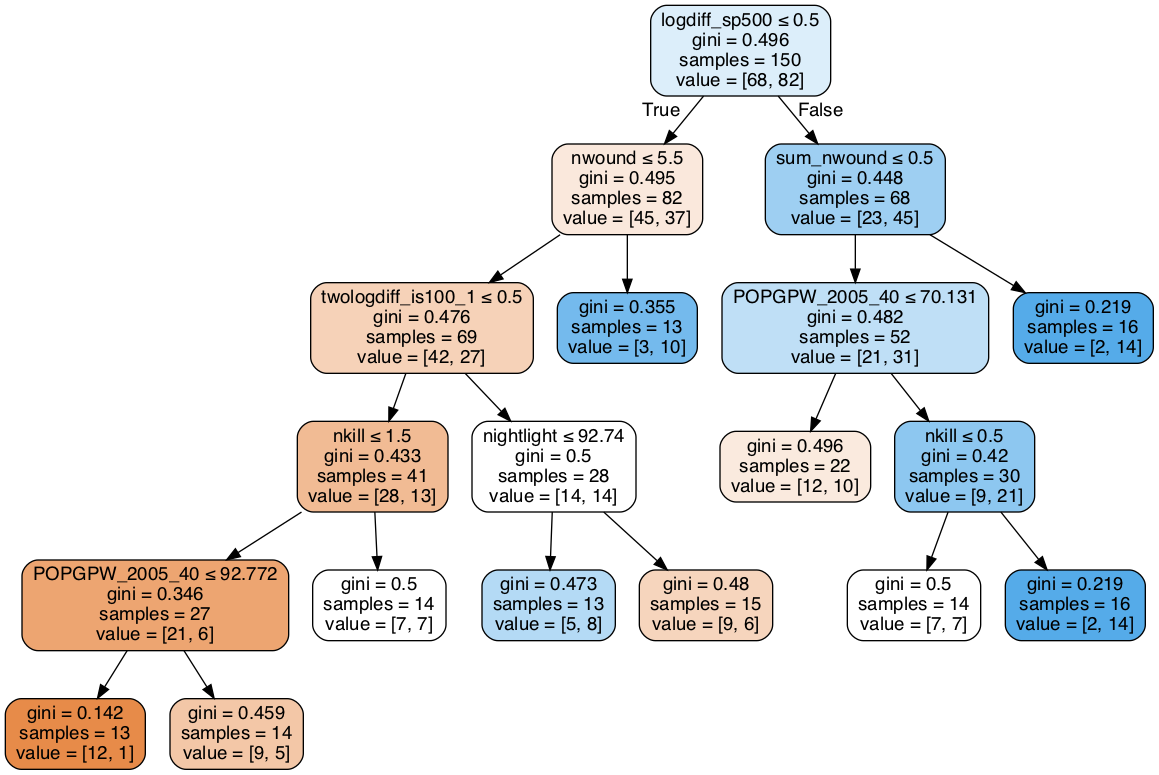 logdiff_sp500 ≤ 0.5
gini = 0.496
samples = 150
value = [68, 82]
True
False
nwound ≤ 5.5
gini = 0.495
samples = 82
value = [45, 37]
sum_nwound ≤ 0.5
gini = 0.448
samples = 68
value = [23, 45]
twologdiff_is100_1 ≤ 0.5
gini = 0.476
samples = 69
value = [42, 27]
gini = 0.355
samples = 13
value = [3, 10]
POPGPW_2005_40 ≤ 70.131
gini = 0.482
samples = 52
value = [21, 31]
gini = 0.219
samples = 16
value = [2, 14]
nkill ≤ 1.5
gini = 0.433
samples = 41
value = [28, 13]
nightlight ≤ 92.74
gini = 0.5
samples = 28
value = [14, 14]
gini = 0.496
samples = 22
value = [12, 10]
nkill ≤ 0.5
gini = 0.42
samples = 30
value = [9, 21]
POPGPW_2005_40 ≤ 92.772
gini = 0.346
samples = 27
value = [21, 6]
gini = 0.5
samples = 14
value = [7, 7]
gini = 0.473
samples = 13
value = [5, 8]
gini = 0.48
samples = 15
value = [9, 6]
gini = 0.5
samples = 14
value = [7, 7]
gini = 0.219
samples = 16
value = [2, 14]
gini = 0.142
samples = 13
value = [12, 1]
gini = 0.459
samples = 14
value = [9, 5]